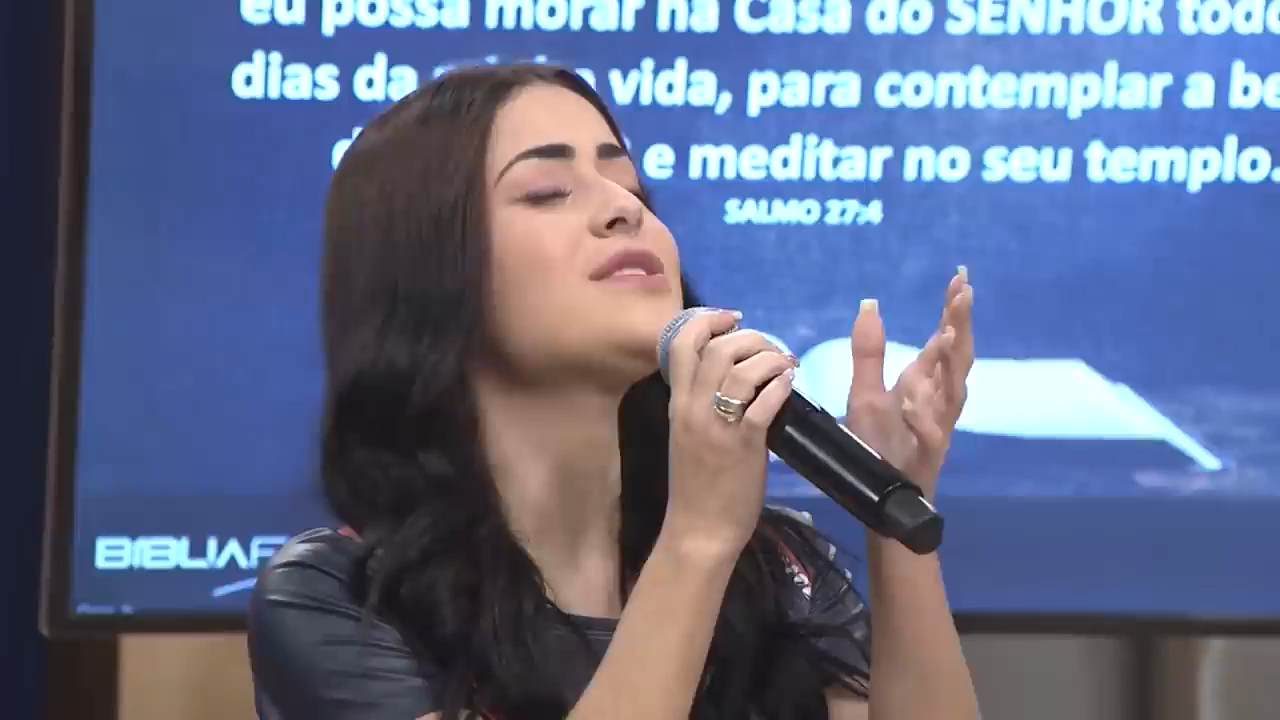 eu possa morar na Casa do SENHOR todo
dias da vida, para contemplar a be
e meditar no seu templo.
SALMO 27:4
BIBLIAF